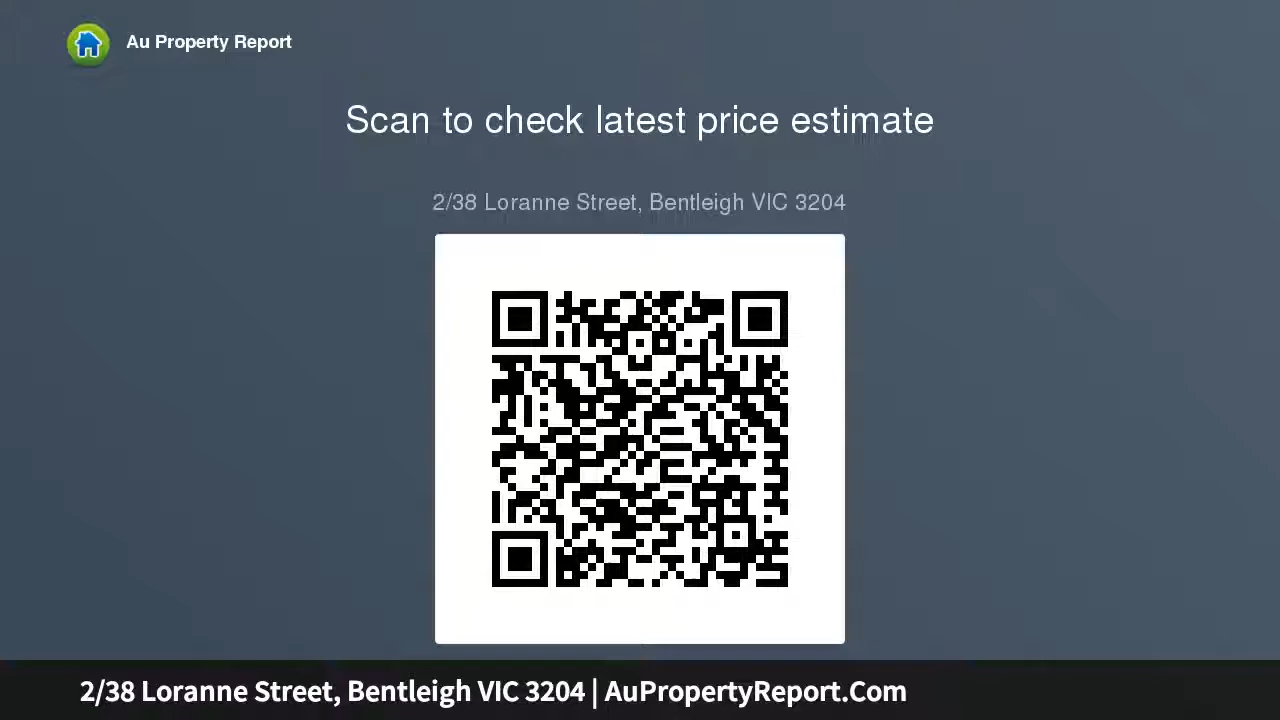 Au Property Report
Scan to check latest price estimate
2/38 Loranne Street, Bentleigh VIC 3204
2/38 Loranne Street, Bentleigh VIC 3204 | AuPropertyReport.Com